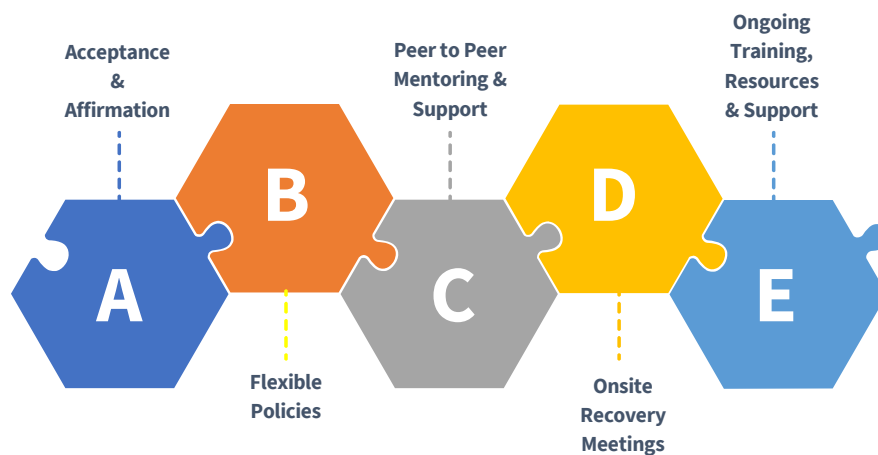 Acceptance
&
Affirmation
Peer to Peer
Mentoring &
Support
Ongoing
Training,
Resources
& Support
A
B
C
D
E
Flexible
Policies
Onsite
Recovery
Meetings